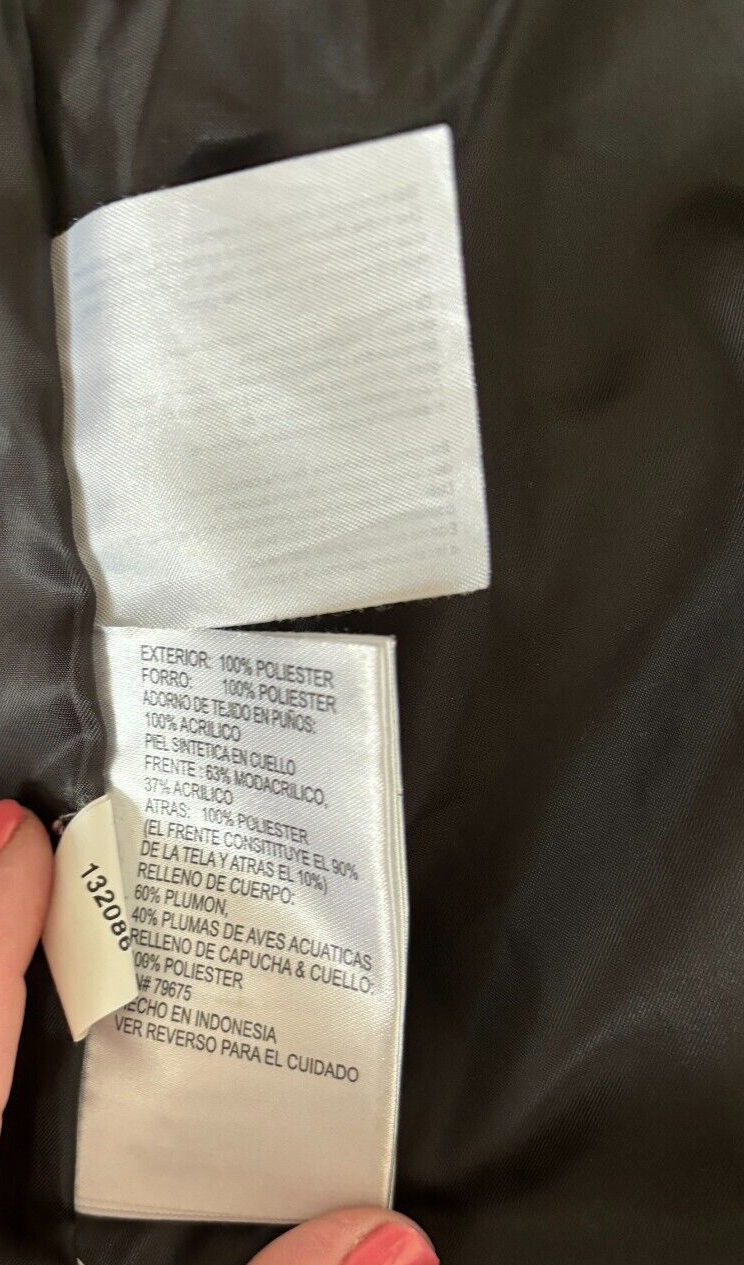 EXTERIOR: 100% POLIESTER
FORRO: 100% POLIESTER
ADORNO DE TEJIDO EN PUÑOS:
100% ACRILICO
PIEL SINTETICA EN CUELLO
FRENTE : 63% MODACRILICO,
37% ACRILICO
ATRAS: 100% POLIESTER
(EL FRENTE CONSITITUYE EL 90%
DE LA TELA Y ATRAS EL 10%)
RELLENO DE CUERPO:
60% PLUMON,
40% PLUMAS DE AVES ACUATICAS
RELLENO DE CAPUCHA & CUELLO:
00% POLIESTER
N# 79675
ECHO EN INDONESIA
VER REVERSO PARA EL CUIDADO
132086